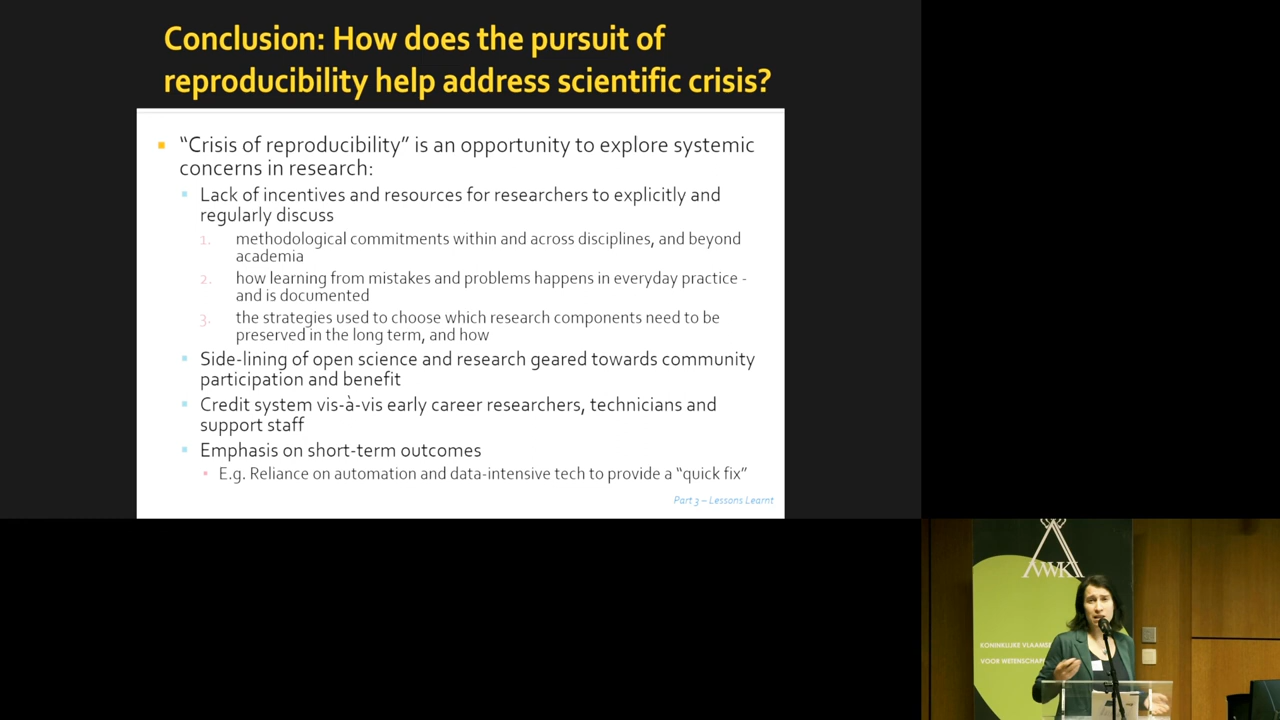 Conclusion: How does the pursuit of
reproducibility help address scientific crisis?
“Crisis of reproducibility” is an opportunity to explore systemic
concerns in research:
Lack of incentives and resources for researchers to explicitly and
regularly discuss
1. methodological commitments within and across disciplines, and beyond
academia
2. how learning from mistakes and problems happens in everyday practice -
and is documented
3. the strategies used to choose which research components need to be
preserved in the long term, and how
Side-lining of open science and research geared towards community
participation and benefit
Credit system vis-à-vis early career researchers, technicians and
support staff
Emphasis on short-term outcomes
E.g. Reliance on automation and data-intensive tech to provide a “quick fix”
Part 3 – Lessons Learnt
KONINKLIJKE
VOOR